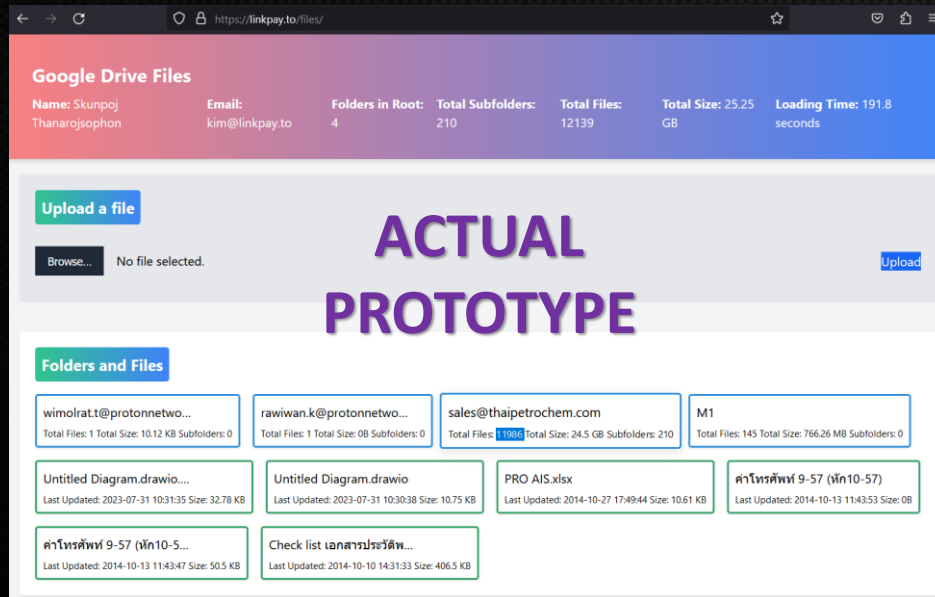 https://linkpay.to/files/
Google Drive Files
Name: Skunpoj Thanarojsophon
Email: kim@linkpay.to
Folders in Root: 4
Total Subfolders: 210
Total Files: 12139
Total Size: 25.25 GB
Loading Time: 191.8 seconds
Upload a file
Browse... No file selected.
Upload
ACTUAL
PROTOTYPE
Folders and Files
wimolrat.t@protonnetwo...
Total Files: 1 Total Size: 10.12 KB Subfolders: 0
rawiwan.k@protonnetwo...
Total Files: 1 Total Size: 0B Subfolders: 0
sales@thaipetrochem.com
Total Files: 11986 Total Size: 24.5 GB Subfolders: 210
M1
Total Files: 145 Total Size: 766.26 MB Subfolders: 0
Untitled Diagram.drawio....
Last Updated: 2023-07-31 10:31:35 Size: 32.78 KB
Untitled Diagram.drawio
Last Updated: 2023-07-31 10:30:38 Size: 10.75 KB
PRO AIS.xlsx
Last Updated: 2014-10-27 17:49:44 Size: 10.61 KB
ค่าโทรศัพท์ 9-57 (หัก10-57)
Last Updated: 2014-10-13 11:43:53 Size: 0B
ค่าโทรศัพท์ 9-57 (หัก10-5...
Last Updated: 2014-10-13 11:43:47 Size: 50.5 KB
Check list เอกสารประวัติพ...
Last Updated: 2014-10-10 14:31:33 Size: 406.5 KB